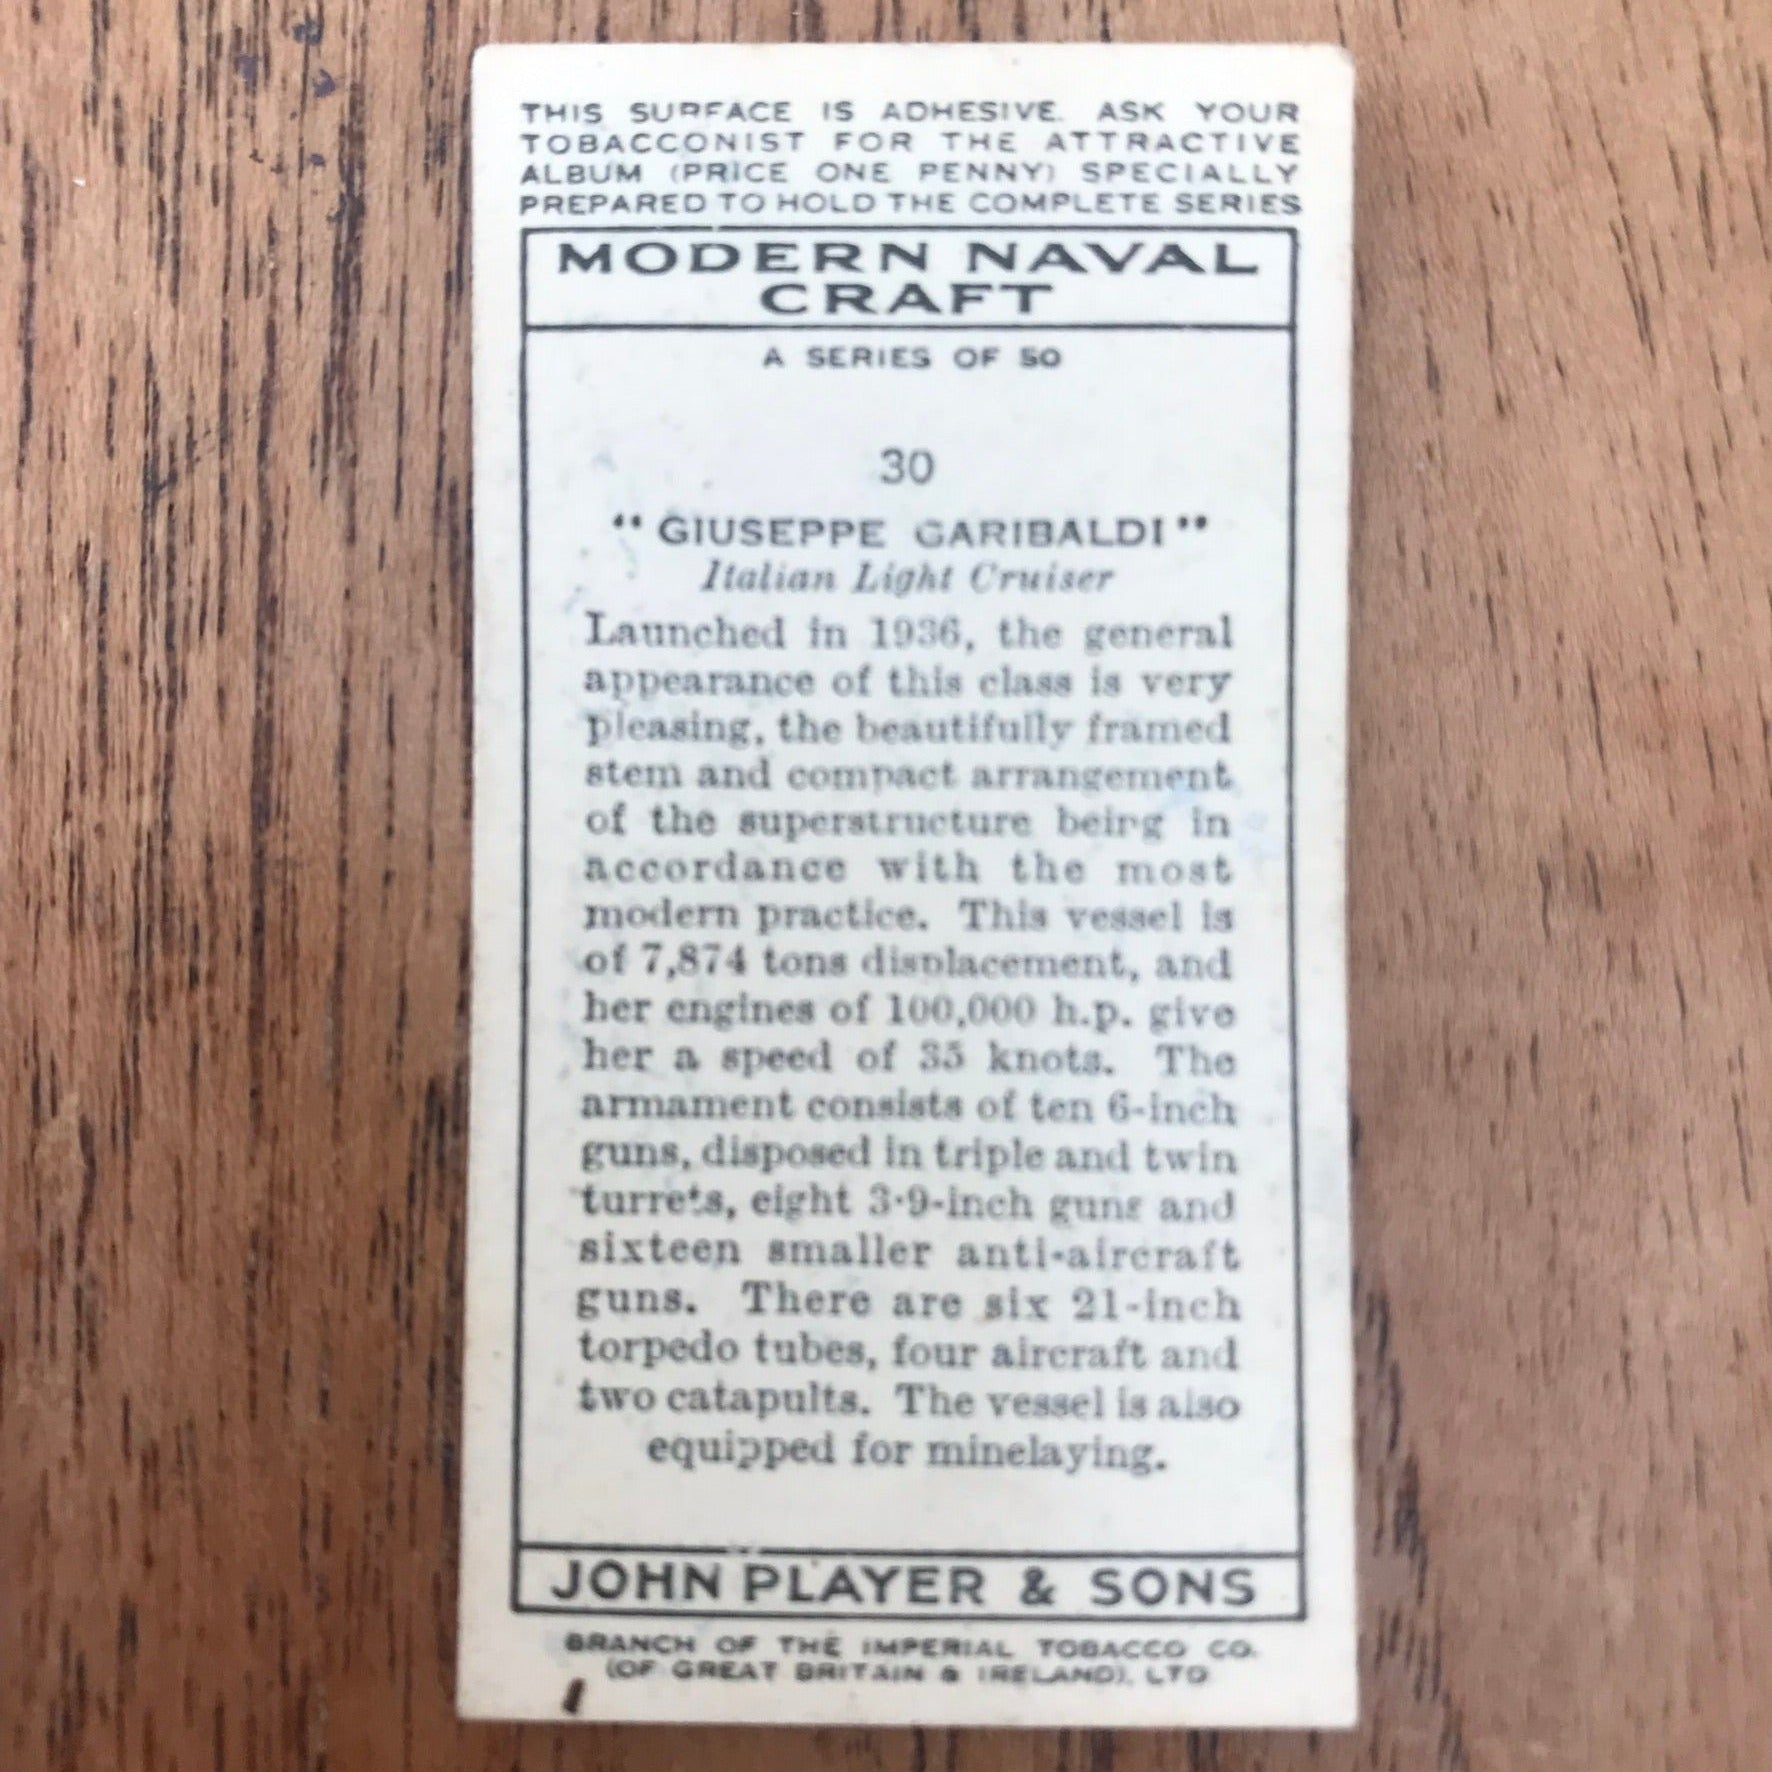 THIS SURFACE IS ADHESIVE. ASK YOUR
TOBACCONIST FOR THE ATTRACTIVE
ALBUM (PRICE ONE PENNY) SPECIALLY
PREPARED TO HOLD THE COMPLETE SERIES
MODERN NAVAL
CRAFT
A SERIES OF 50
30
"GIUSEPPE GARIBALDI"
Italian Light Cruiser
Launched in 1936, the general
appearance of this class is very
pleasing, the beautifully framed
stem and compact arrangement
of the superstructure being in
accordance with the most
modern practice. This vessel is
of 7,874 tons displacement, and
her engines of 100,000 h.p. give
her a speed of 35 knots. The
armament consists of ten 6-inch
guns, disposed in triple and twin
turrets, eight 3·9-inch guns and
sixteen smaller anti-aircraft
guns. There are six 21-inch
torpedo tubes, four aircraft and
two catapults. The vessel is also
equipped for minelaying.
JOHN PLAYER & SONS
BRANCH OF THE IMPERIAL TOBACCO CO.
(OF GREAT BRITAIN & IRELAND), LTD